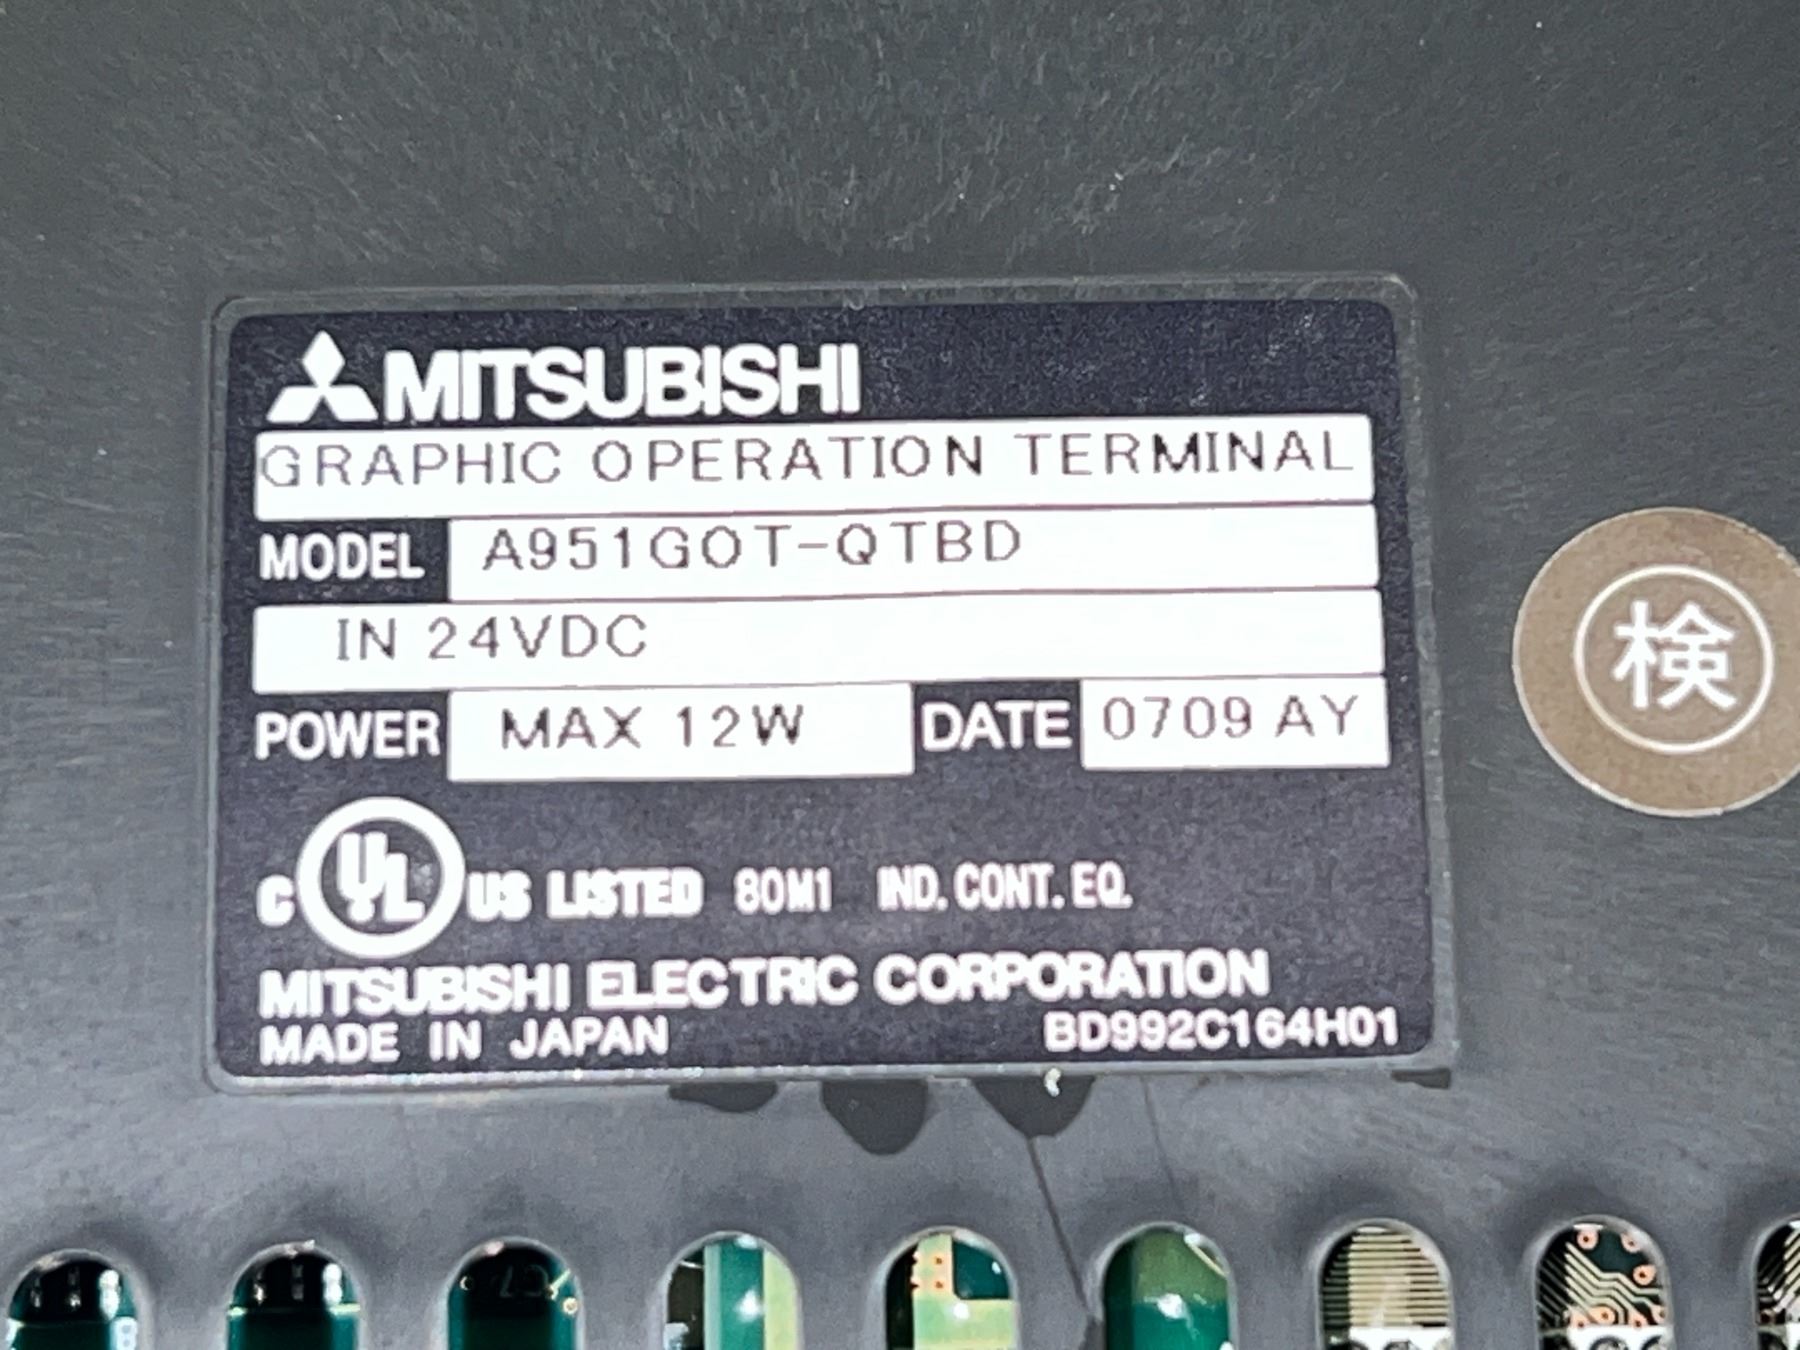 MITSUBISHI
GRAPHIC OPERATION TERMINAL
MODEL A951GOT-QTBD
IN 24VDC
POWER MAX 12W DATE 0709 AY
C UL US LISTED 80M1 IND. CONT. EQ.
MITSUBISHI ELECTRIC CORPORATION
MADE IN JAPAN BD992C164H01
検